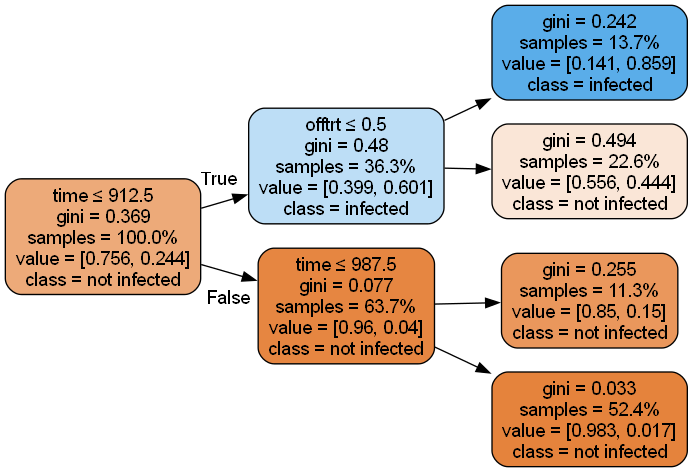 time ≤ 912.5
gini = 0.369
samples = 100.0%
value = [0.756, 0.244]
class = not infected
True
False
offtrt ≤ 0.5
gini = 0.48
samples = 36.3%
value = [0.399, 0.601]
class = infected
time ≤ 987.5
gini = 0.077
samples = 63.7%
value = [0.96, 0.04]
class = not infected
gini = 0.242
samples = 13.7%
value = [0.141, 0.859]
class = infected
gini = 0.494
samples = 22.6%
value = [0.556, 0.444]
class = not infected
gini = 0.255
samples = 11.3%
value = [0.85, 0.15]
class = not infected
gini = 0.033
samples = 52.4%
value = [0.983, 0.017]
class = not infected